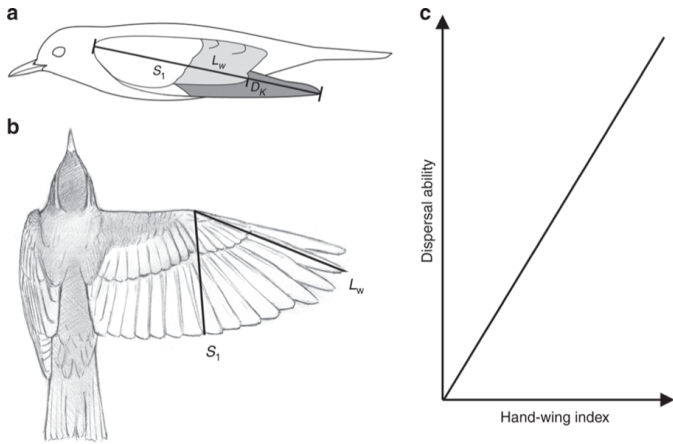 a
S1
Lw
DK
b
Lw
S1
c
Dispersal ability
Hand-wing index